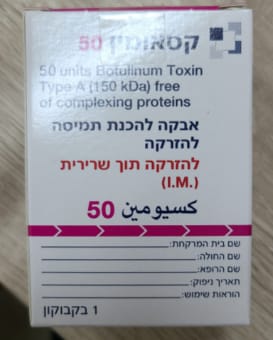 קסאומין 50
50 units Botulinum Toxin
Type A (150 kDa) free
of complexing proteins
אבקה להכנת תמיסה
להזרקה
להזרקה תוך שרירית
(I.M.)
كسيومين 50
שם בית המרקחת:
שם החולה:
שם הרופא:
תאריך ניפוק:
הוראות שימוש:
1 בקבוקון